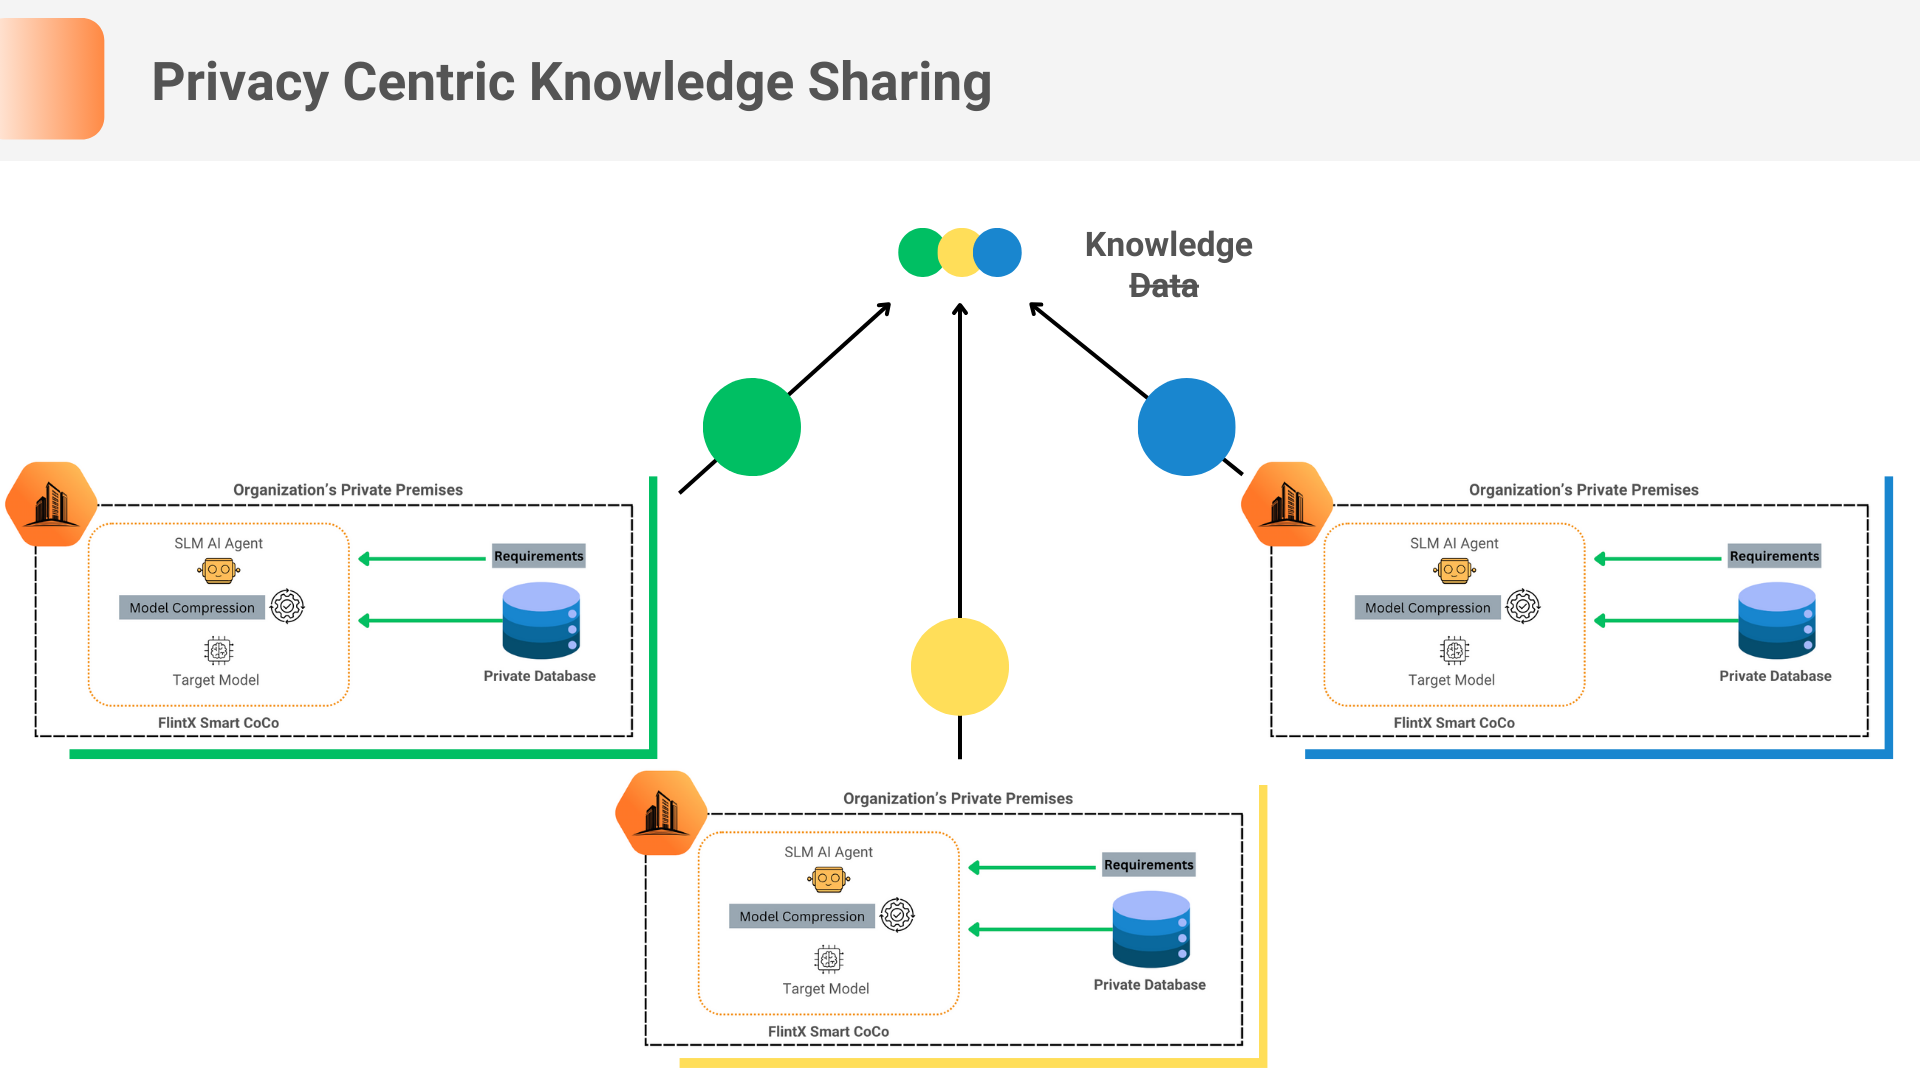 Privacy Centric Knowledge Sharing
Knowledge
Data
Organization's Private Premises
SLM AI Agent
Requirements
Model Compression
Target Model
Private Database
FlintX Smart CoCo
Organization's Private Premises
SLM AI Agent
Requirements
Model Compression
Target Model
Private Database
FlintX Smart CoCo
Organization's Private Premises
SLM AI Agent
Requirements
Model Compression
Target Model
Private Database
FlintX Smart CoCo